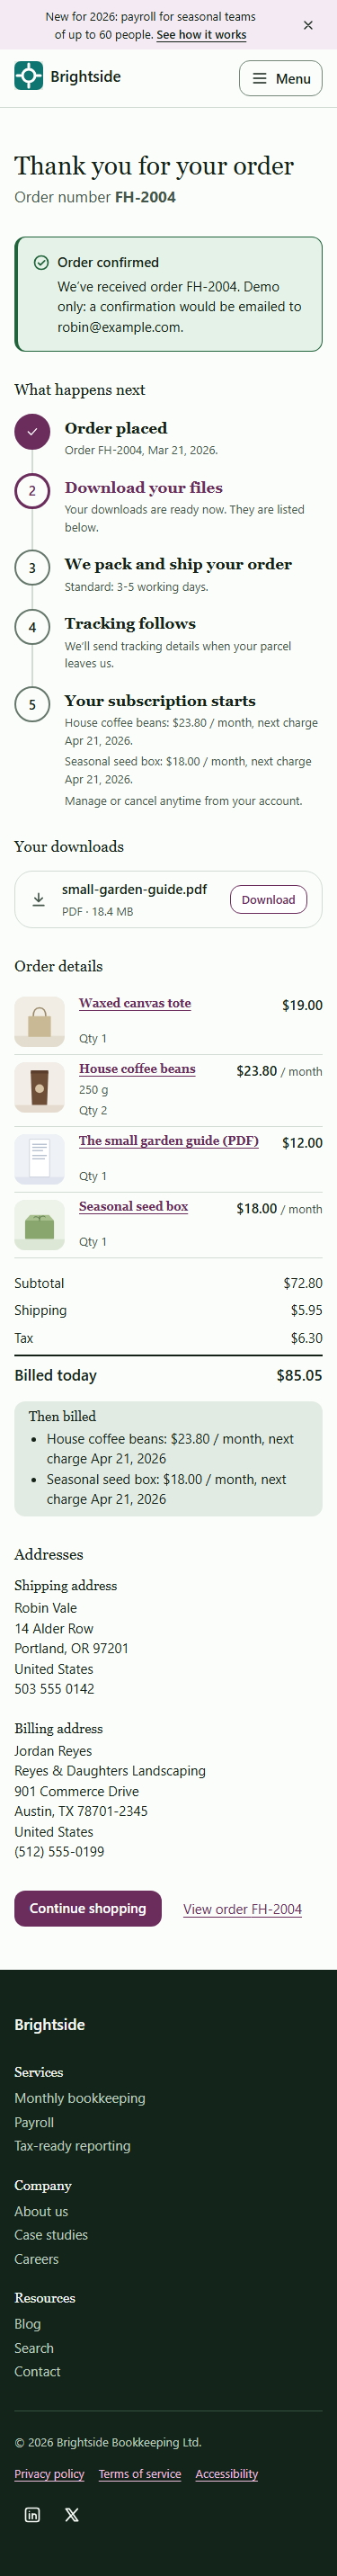 New for 2026: payroll for seasonal teams
of up to 60 people. See how it works
Brightside
Menu
Thank you for your order
Order number FH-2004
Order confirmed
We've received order FH-2004. Demo
only: a confirmation would be emailed to
robin@example.com.
What happens next
Order placed
Order FH-2004, Mar 21, 2026.
2
Download your files
Your downloads are ready now. They are listed
below.
3
We pack and ship your order
Standard: 3-5 working days.
4
Tracking follows
We'll send tracking details when your parcel
leaves us.
5
Your subscription starts
House coffee beans: $23.80 / month, next charge
Apr 21, 2026.
Seasonal seed box: $18.00 / month, next charge
Apr 21, 2026.
Manage or cancel anytime from your account.
Your downloads
small-garden-guide.pdf
PDF · 18.4 MB
Download
Order details
Waxed canvas tote
$19.00
Qty 1
House coffee beans
$23.80 / month
250 g
Qty 2
The small garden guide (PDF)
$12.00
Qty 1
Seasonal seed box
$18.00 / month
Qty 1
Subtotal $72.80
Shipping $5.95
Tax $6.30
Billed today $85.05
Then billed
• House coffee beans: $23.80 / month, next
charge Apr 21, 2026
• Seasonal seed box: $18.00 / month, next
charge Apr 21, 2026
Addresses
Shipping address
Robin Vale
14 Alder Row
Portland, OR 97201
United States
503 555 0142
Billing address
Jordan Reyes
Reyes & Daughters Landscaping
901 Commerce Drive
Austin, TX 78701-2345
United States
(512) 555-0199
Continue shopping
View order FH-2004
Brightside
Services
Monthly bookkeeping
Payroll
Tax-ready reporting
Company
About us
Case studies
Careers
Resources
Blog
Search
Contact
© 2026 Brightside Bookkeeping Ltd.
Privacy policy Terms of service Accessibility